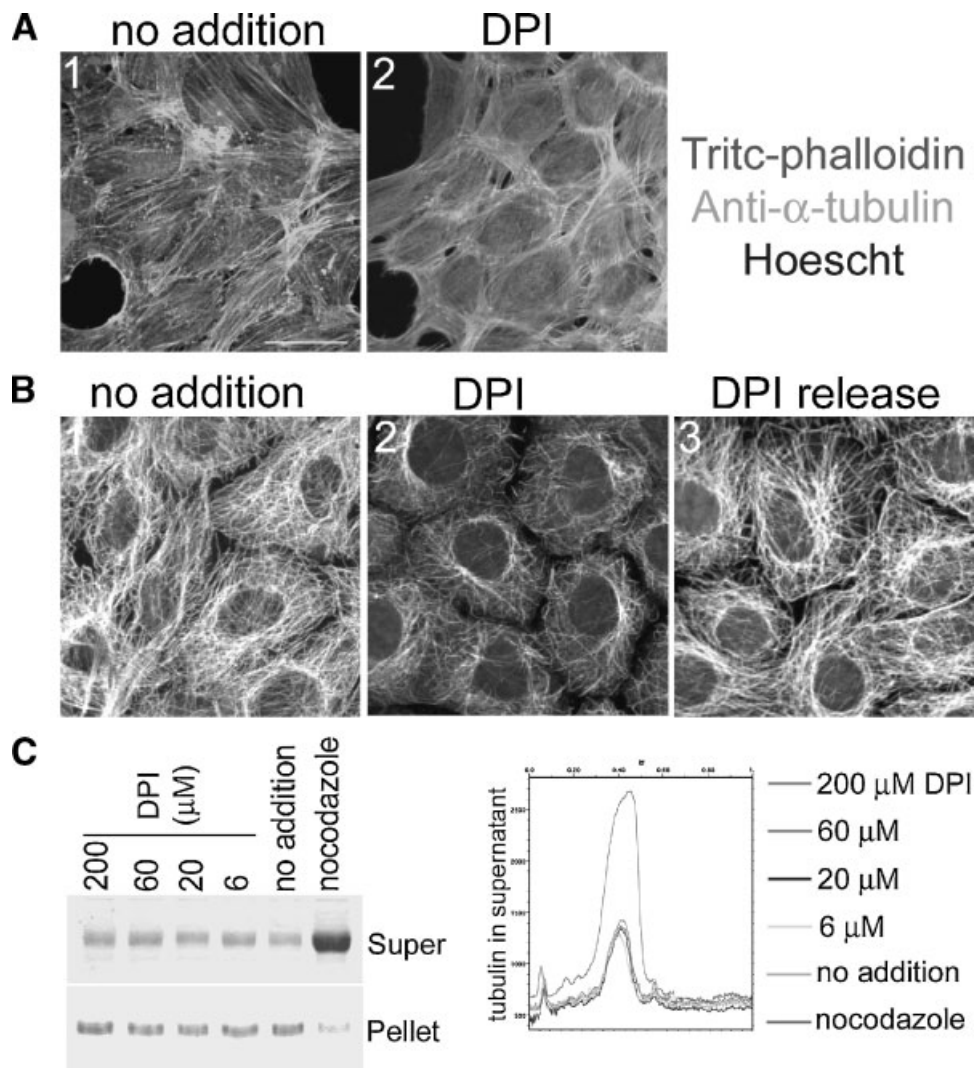 A
no addition
DPI
1
2
Tritc-phalloidin
Anti-α-tubulin
Hoescht
B
no addition
DPI
DPI release
2
3
C
DPI
(μM)
200
60
20
6
no addition
nocodazole
Super
Pellet
tubulin in supernatant
200 μM DPI
60 μM
20 μM
6 μM
no addition
nocodazole